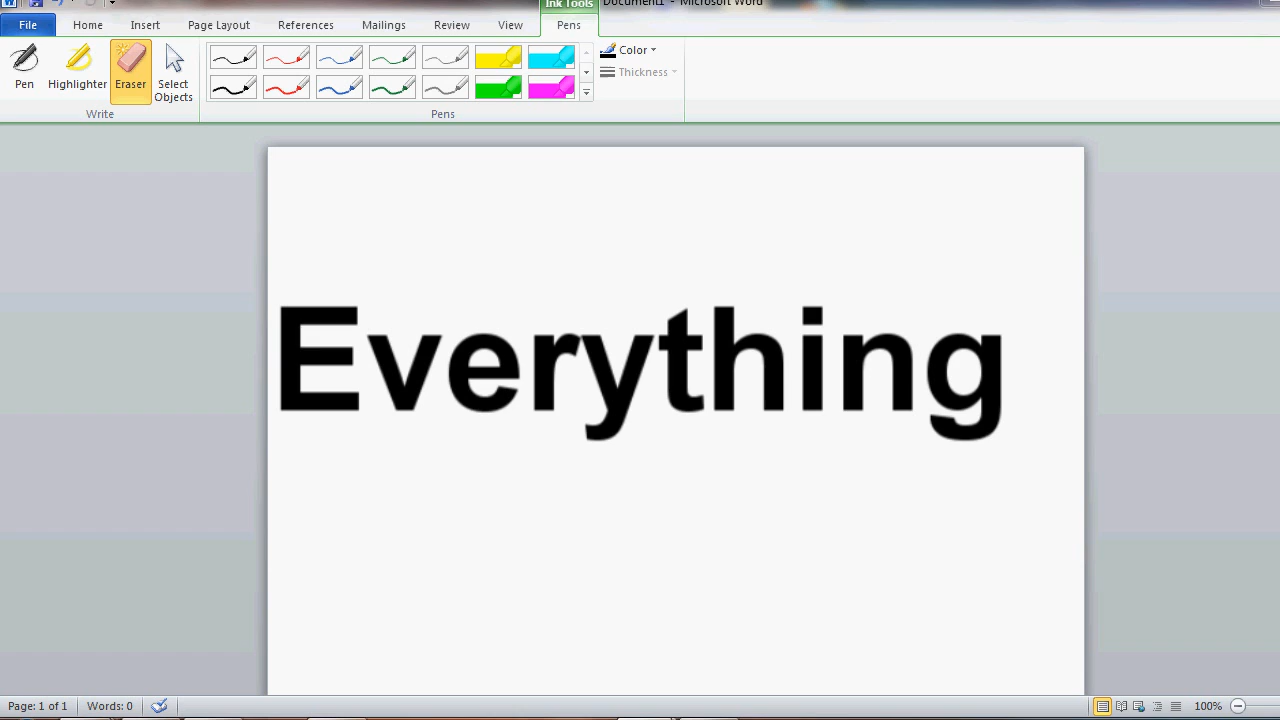 Ink Tools Document1 - Microsoft Word
File Home Insert Page Layout References Mailings Review View Pens
Pen Highlighter Eraser Select Objects
Color
Thickness
Write Pens
Everything
Page: 1 of 1 Words: 0 100%